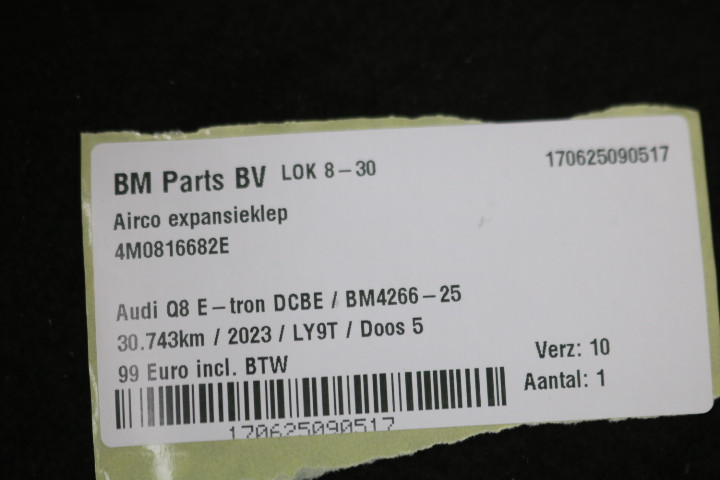 BM Parts BV LOK 8-30
170625090517
Airco expansieklep
4M0816682E
Audi Q8 E-tron DCBE / BM4266-25
30.743km / 2023 / LY9T / Doos 5
99 Euro incl. BTW
Verz: 10
Aantal: 1
170625090517